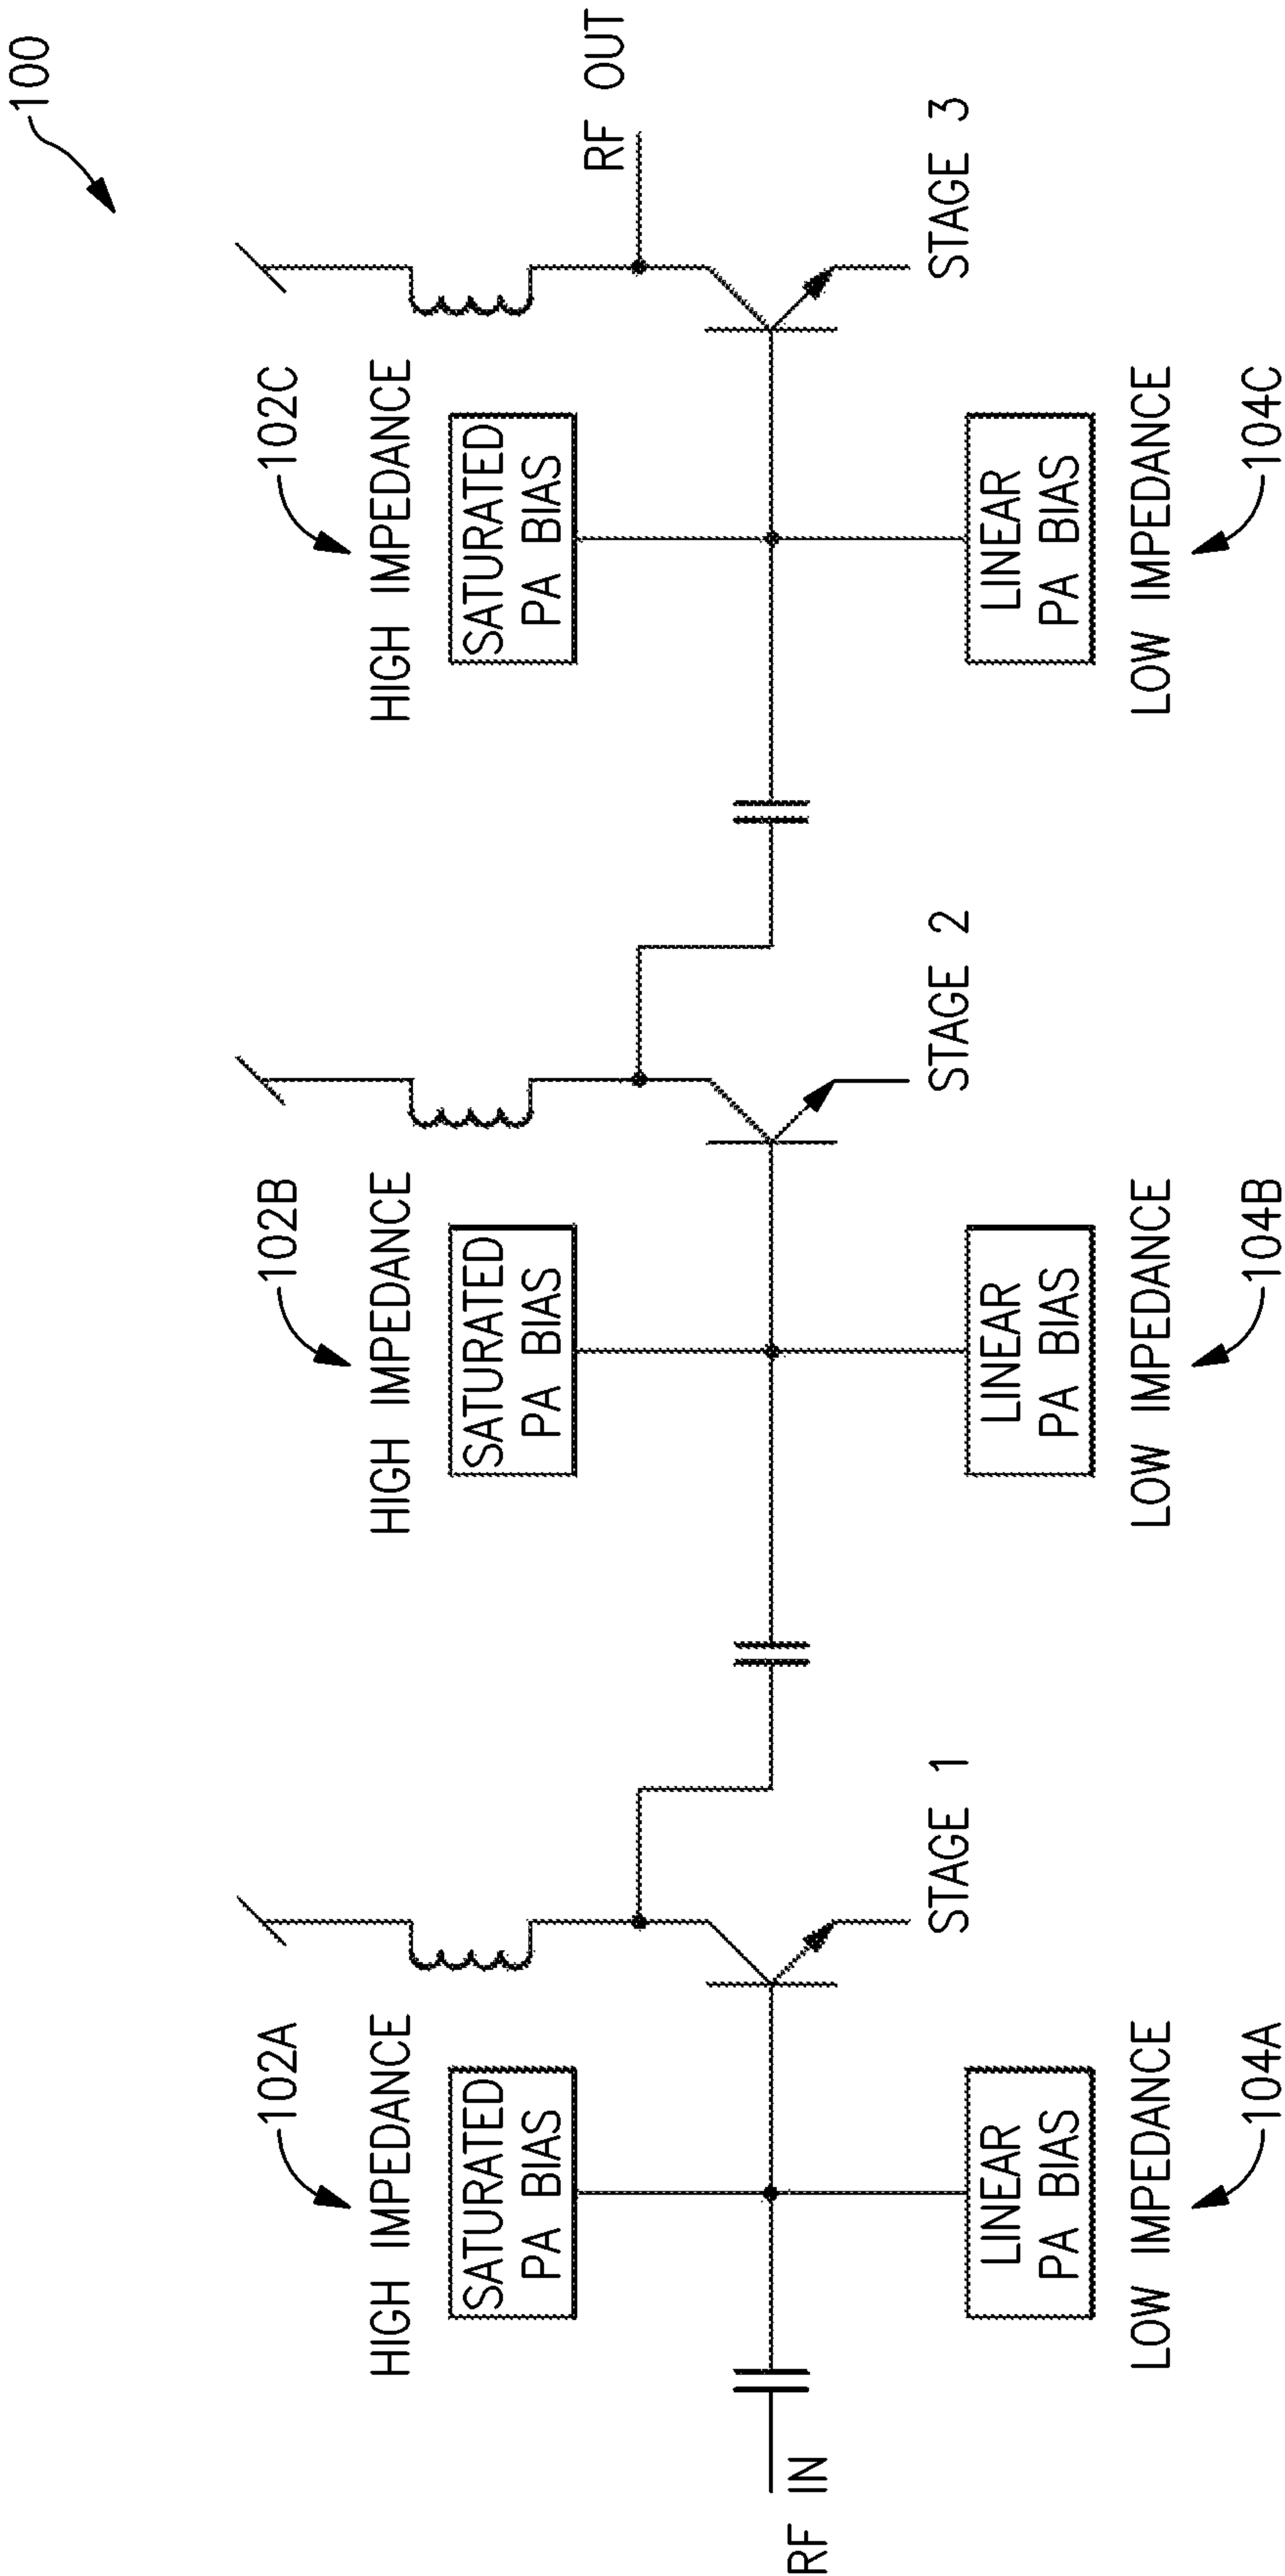 100
102A
HIGH IMPEDANCE
SATURATED
PA BIAS
102B
HIGH IMPEDANCE
SATURATED
PA BIAS
102C
HIGH IMPEDANCE
SATURATED
PA BIAS
RF OUT
RF IN
STAGE 1
STAGE 2
STAGE 3
LINEAR
PA BIAS
LOW IMPEDANCE
104A
LINEAR
PA BIAS
LOW IMPEDANCE
104B
LINEAR
PA BIAS
LOW IMPEDANCE
104C